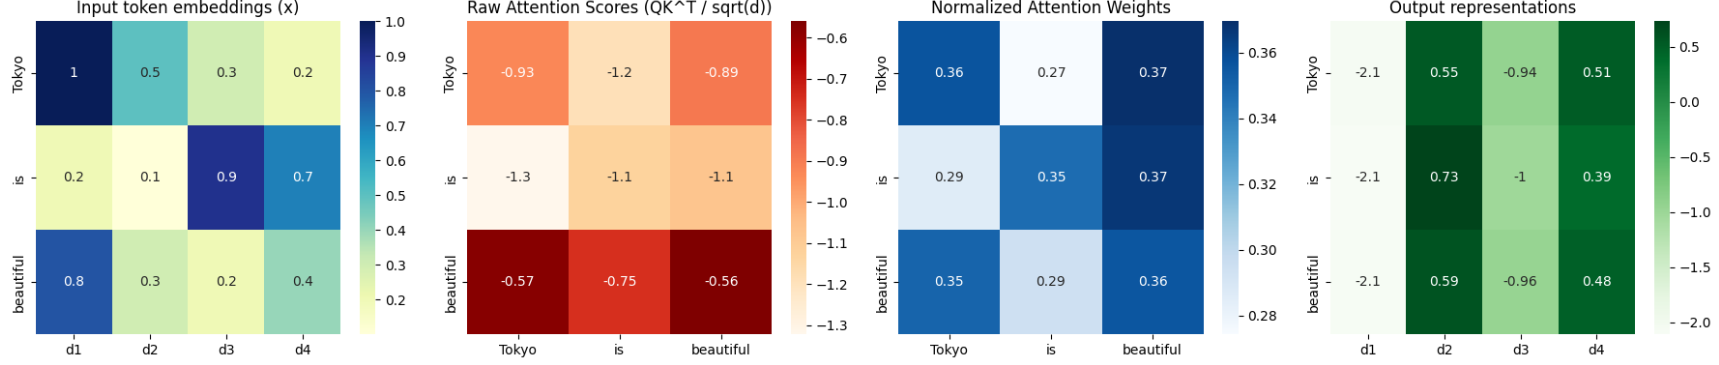 Input token embeddings (x)
Tokyo 1 0.5 0.3 0.2
is 0.2 0.1 0.9 0.7
beautiful 0.8 0.3 0.2 0.4
d1 d2 d3 d4
1.0
0.9
0.8
0.7
0.6
0.5
0.4
0.3
0.2
Raw Attention Scores (QK^T / sqrt(d))
-0.93 -1.2 -0.89
is -1.3 -1.1 -1.1
beautiful -0.57 -0.75 -0.56
Tokyo is beautiful
−0.6
−0.7
−0.8
−0.9
−1.0
−1.1
−1.2
−1.3
Normalized Attention Weights
Tokyo 0.36 0.27 0.37
is 0.29 0.35 0.37
beautiful 0.35 0.29 0.36
Tokyo is beautiful
0.36
0.34
0.32
0.30
0.28
Output representations
Tokyo -2.1 0.55 -0.94 0.51
is -2.1 0.73 -1 0.39
beautiful -2.1 0.59 -0.96 0.48
d1 d2 d3 d4
0.5
0.0
−0.5
−1.0
−1.5
−2.0